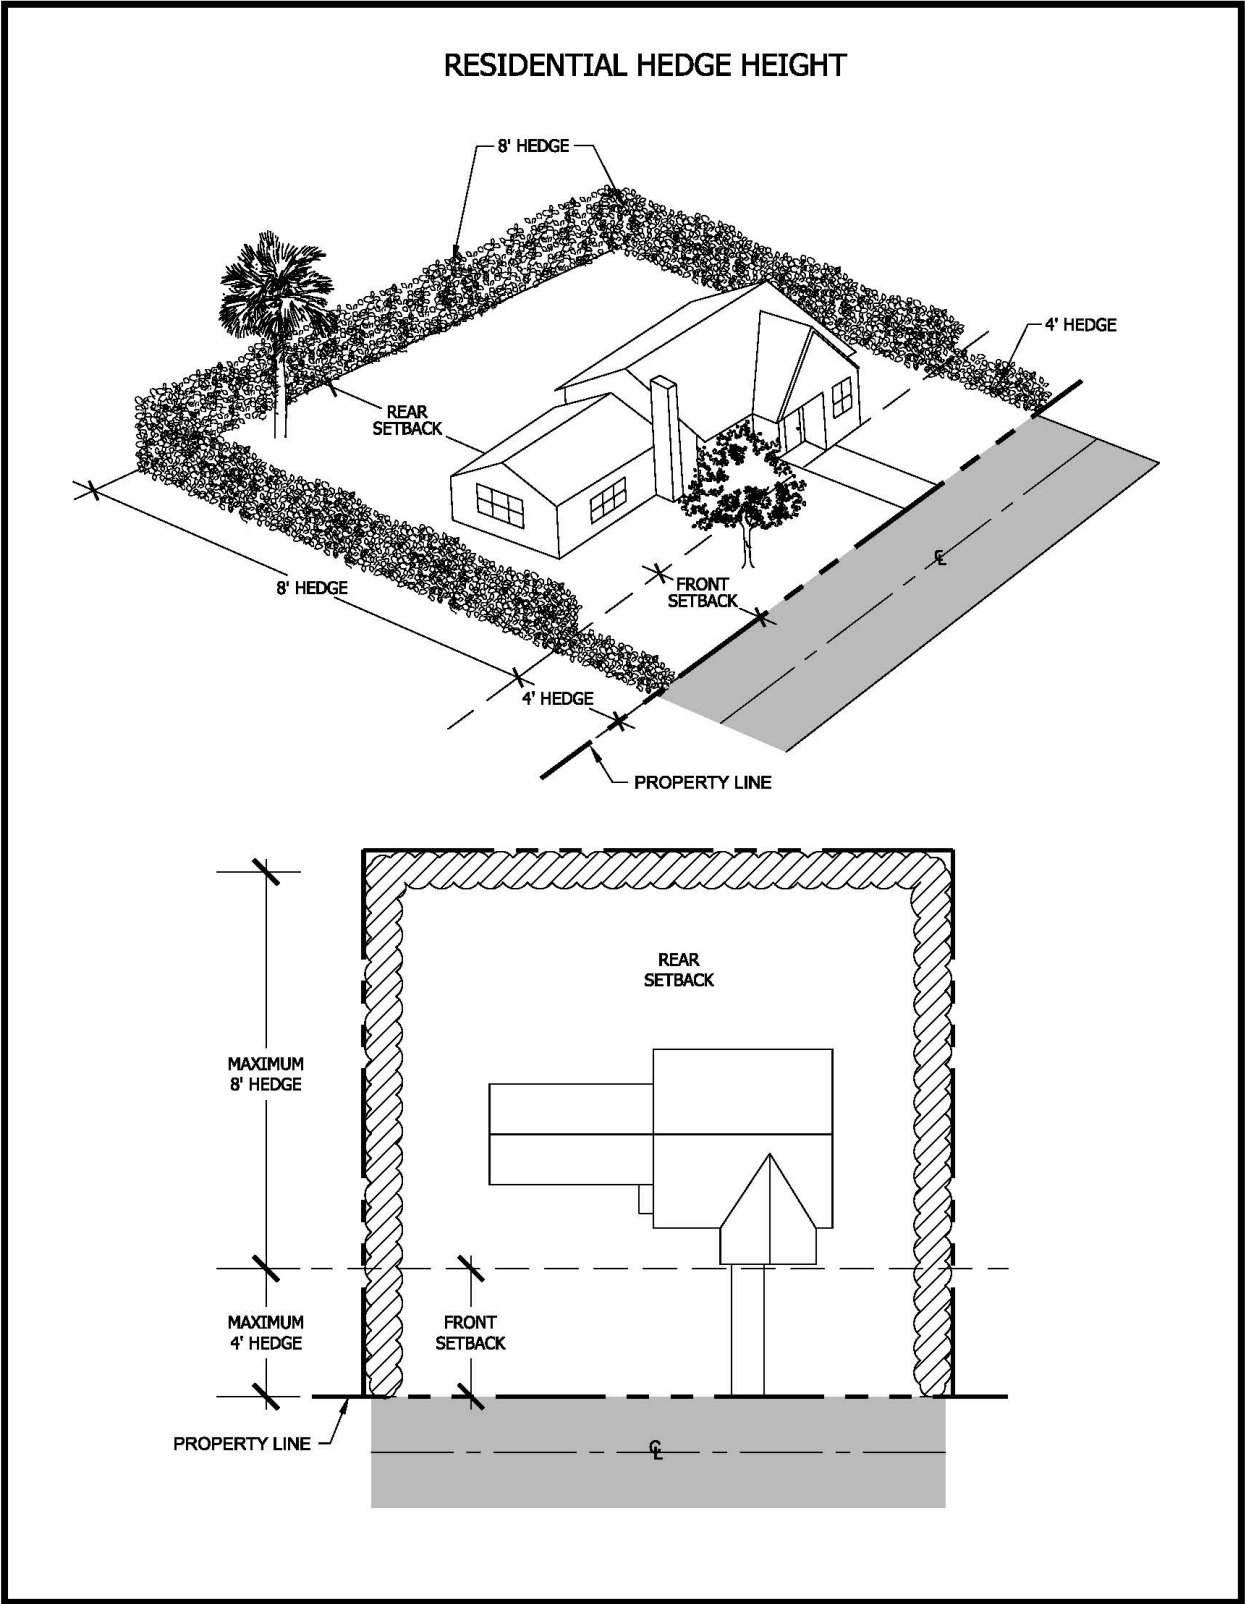 RESIDENTIAL HEDGE HEIGHT
8' HEDGE
4' HEDGE
REAR
SETBACK
℄
8' HEDGE
FRONT
SETBACK
4' HEDGE
PROPERTY LINE
REAR
SETBACK
MAXIMUM
8' HEDGE
MAXIMUM
4' HEDGE
FRONT
SETBACK
PROPERTY LINE
℄